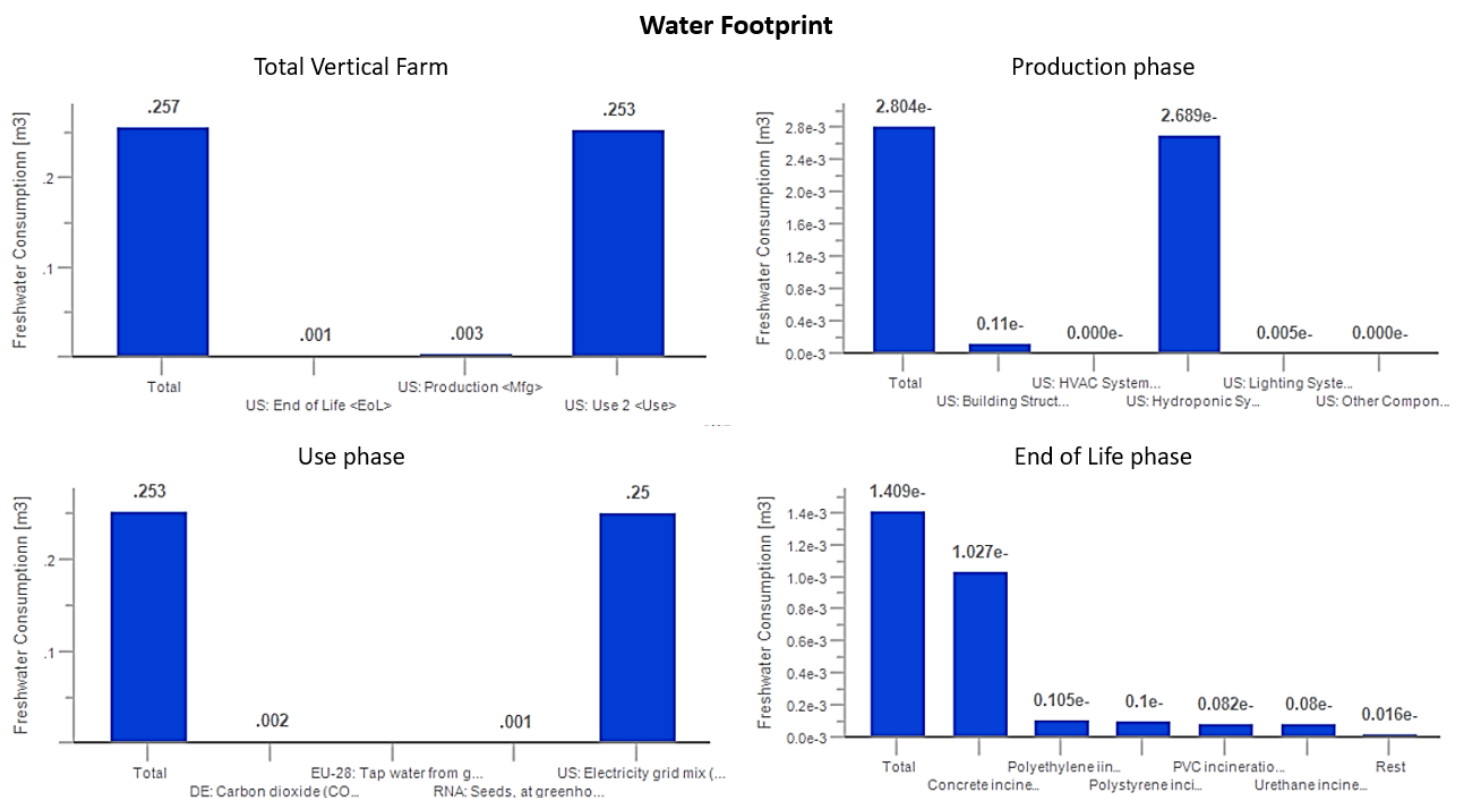 Water Footprint
Total Vertical Farm
Freshwater Consumptionn [m3]
.2
.1
.257
.001
.003
.253
Total
US: End of Life <EoL>
US: Production <Mfg>
US: Use 2 <Use>
Production phase
Freshwater Consumptionn [m3]
2.8e-3
2.4e-3
2.0e-3
1.6e-3
1.2e-3
0.8e-3
0.4e-3
0.0e-3
2.804e-
0.11e-
0.000e-
2.689e-
0.005e-
0.000e-
Total
US: Building Struct...
US: HVAC System...
US: Hydroponic Sy...
US: Lighting Syste...
US: Other Compon...
Use phase
Freshwater Consumptionn [m3]
.2
.1
.253
.002
.001
.25
Total
DE: Carbon dioxide (CO...
EU-28: Tap water from g...
RNA: Seeds, at greenho...
US: Electricity grid mix (...
End of Life phase
Freshwater Consumptionn [m3]
1.4e-3
1.2e-3
1.0e-3
0.8e-3
0.6e-3
0.4e-3
0.2e-3
0.0e-3
1.409e-
1.027e-
0.105e-
0.1e-
0.082e-
0.08e-
0.016e-
Total
Concrete incine...
Polyethylene iin...
Polystyrene inci...
PVC incineratio...
Urethane incine...
Rest